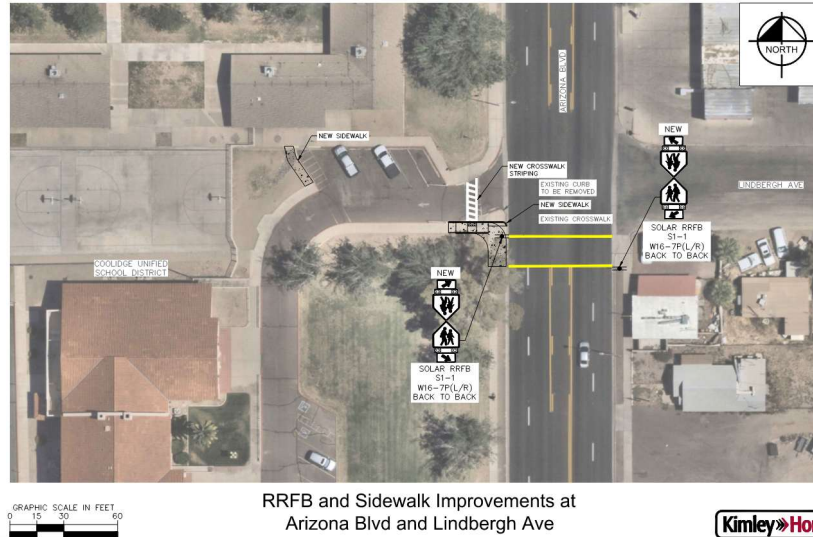 NORTH
ARIZONA BLVD
NEW SIDEWALK
NEW
NEW CROSSWALK
STRIPING
EXISTING CURB
TO BE REMOVED
NEW SIDEWALK
EXISTING CROSSWALK
LINDBERGH AVE
SOLAR RRFB
S1-1
W16-7P(L/R)
BACK TO BACK
COOLIDGE UNIFIED
SCHOOL DISTRICT
NEW
SOLAR RRFB
S1-1
W16-7P(L/R)
BACK TO BACK
GRAPHIC SCALE IN FEET
0 15 30 60
RRFB and Sidewalk Improvements at
Arizona Blvd and Lindbergh Ave
Kimley»Hor